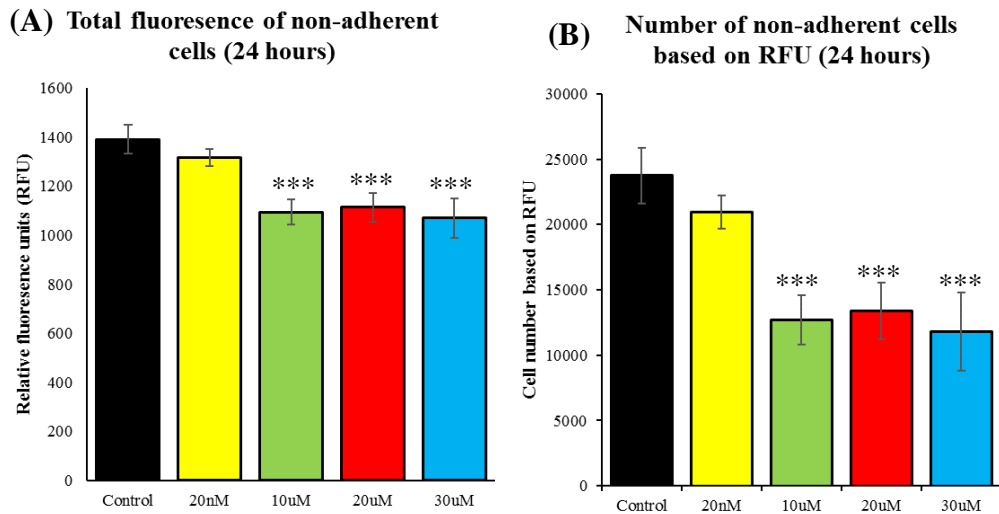 (A) Total fluoresence of non-adherent
cells (24 hours)
Relative fluoresence units (RFU)
1600
1400
1200
1000
800
600
400
200
0
***
***
***
Control
20nM
10uM
20uM
30uM
(B) Number of non-adherent cells
based on RFU (24 hours)
Cell number based on RFU
30000
25000
20000
15000
10000
5000
0
***
***
***
Control
20nM
10uM
20uM
30uM